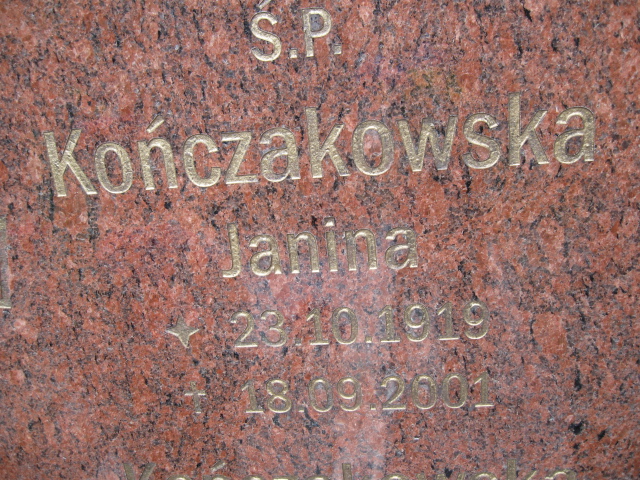 Ś.P.
Kończakowska
Janina
23.10.1919
18.09.2001